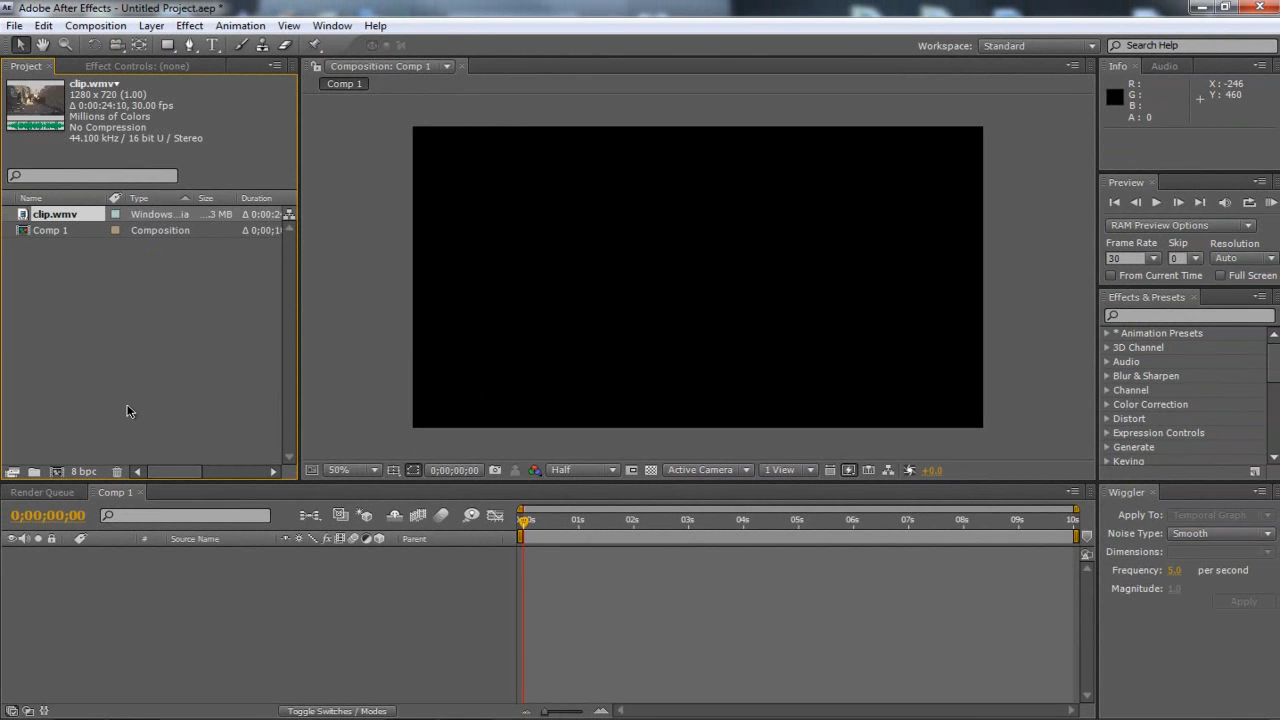 Adobe After Effects - Untitled Project.aep *
File Edit Composition Layer Effect Animation View Window Help
Workspace: Standard Search Help
Project Effect Controls: (none)
clip.wmv
1280 x 720 (1.00)
Δ 0:00:24:10, 30.00 fps
Millions of Colors
No Compression
44.100 kHz / 16 bit U / Stereo
Name Type Size Duration
clip.wmv Windows...ia ...3 MB Δ 0:00:2
Comp 1 Composition Δ 0;00;1
8 bpc
Composition: Comp 1
Comp 1
50% 0;00;00;00 Half Active Camera 1 View +0.0
Info Audio
R : X : -246
G : Y : 460
B :
A : 0
Preview
RAM Preview Options
Frame Rate Skip Resolution
30 0 Auto
From Current Time Full Screen
Effects & Presets
* Animation Presets
3D Channel
Audio
Blur & Sharpen
Channel
Color Correction
Distort
Expression Controls
Generate
Keying
Render Queue Comp 1
0;00;00;00
# Source Name fx Parent
01s 02s 03s 04s 05s 06s 07s 08s 09s 10s
Toggle Switches / Modes
Wiggler
Apply To: Temporal Graph
Noise Type: Smooth
Dimensions:
Frequency: 5.0 per second
Magnitude: 1.0
Apply